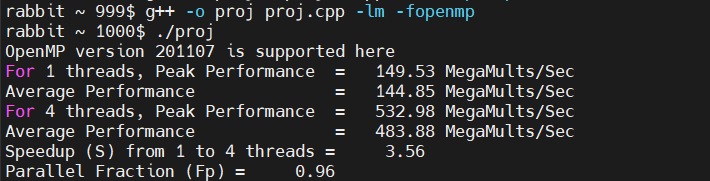 rabbit ~ 999$ g++ -o proj proj.cpp -lm -fopenmp
rabbit ~ 1000$ ./proj
OpenMP version 201107 is supported here
For 1 threads, Peak Performance  =   149.53 MegaMults/Sec
Average Performance              =   144.85 MegaMults/Sec
For 4 threads, Peak Performance  =   532.98 MegaMults/Sec
Average Performance              =   483.88 MegaMults/Sec
Speedup (S) from 1 to 4 threads =     3.56
Parallel Fraction (Fp) =     0.96